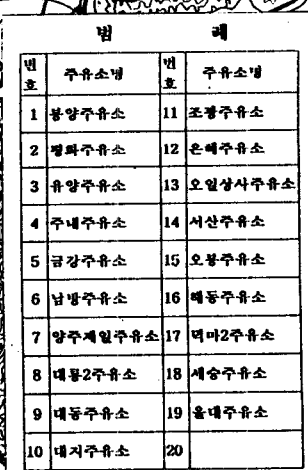 범 례
번호 주유소명 번호 주유소명
1 봉양주유소 11 조광주유소
2 평화주유소 12 은혜주유소
3 유양주유소 13 오일상사주유소
4 주내주유소 14 서산주유소
5 금강주유소 15 오봉주유소
6 남방주유소 16 해동주유소
7 양주제일주유소 17 덕마2주유소
8 대룡2주유소 18 세승주유소
9 대동주유소 19 울대주유소
10 대지주유소 20